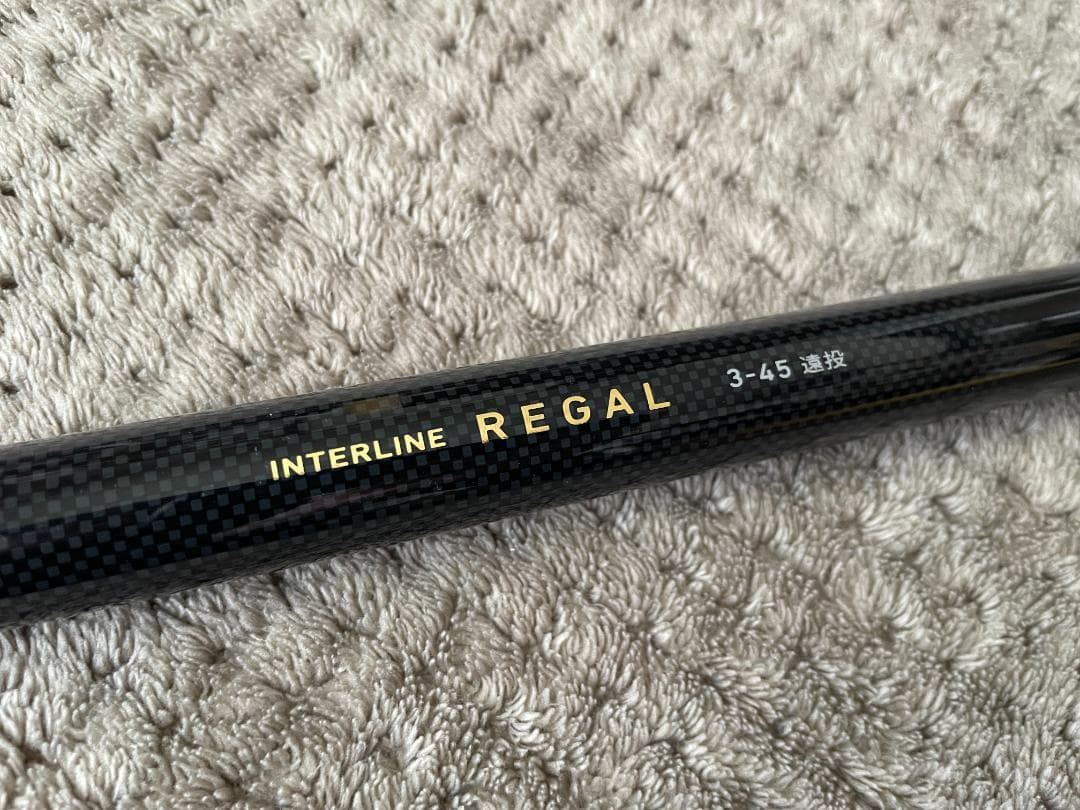 INTERLINE REGAL 3-45 遠投